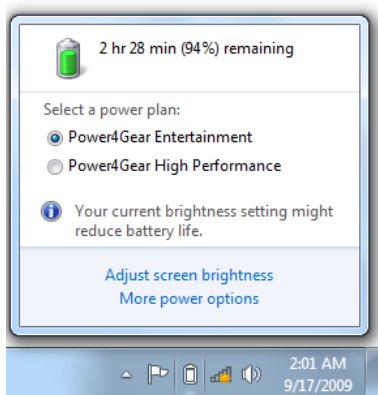 2 hr 28 min (94%) remaining
Select a power plan:
Power4Gear Entertainment
Power4Gear High Performance
Your current brightness setting might
reduce battery life.
Adjust screen brightness
More power options
2:01 AM
9/17/2009